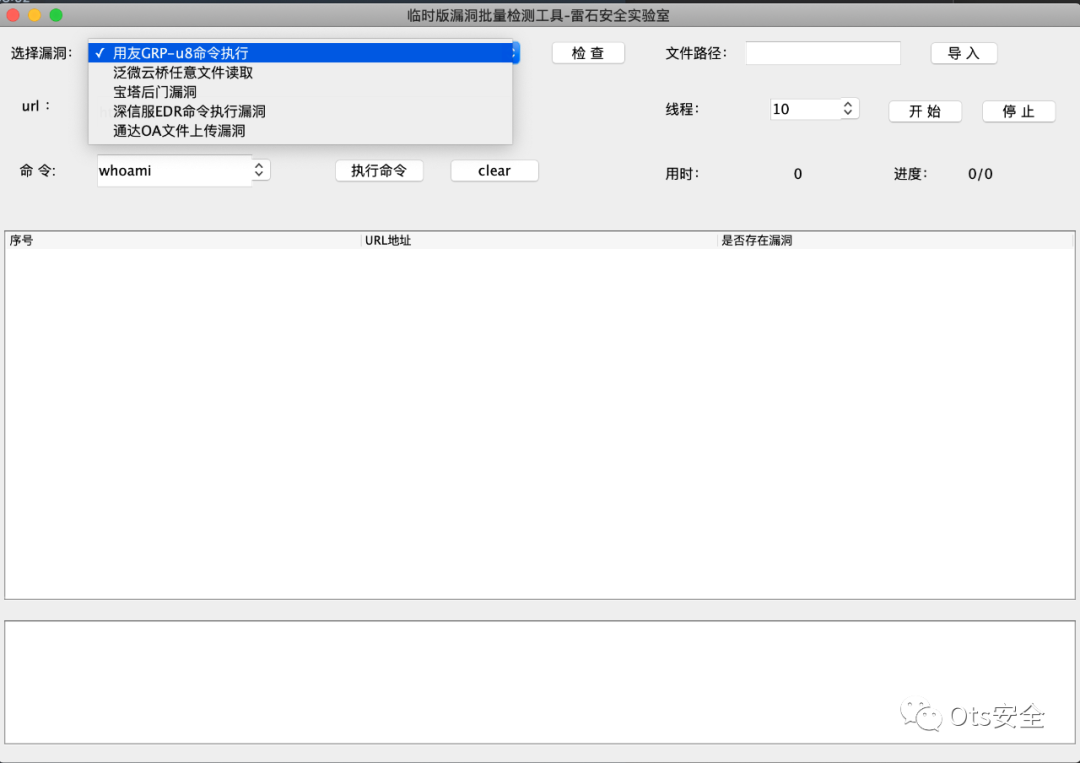 临时版漏洞批量检测工具-雷石安全实验室
选择漏洞: ✓ 用友GRP-u8命令执行 检 查 文件路径: 导 入
泛微云桥任意文件读取
宝塔后门漏洞
url : 深信服EDR命令执行漏洞 线程: 10 开 始 停 止
通达OA文件上传漏洞
命 令: whoami 执行命令 clear 用时: 0 进度: 0/0
序号 URL地址 是否存在漏洞
Ots安全